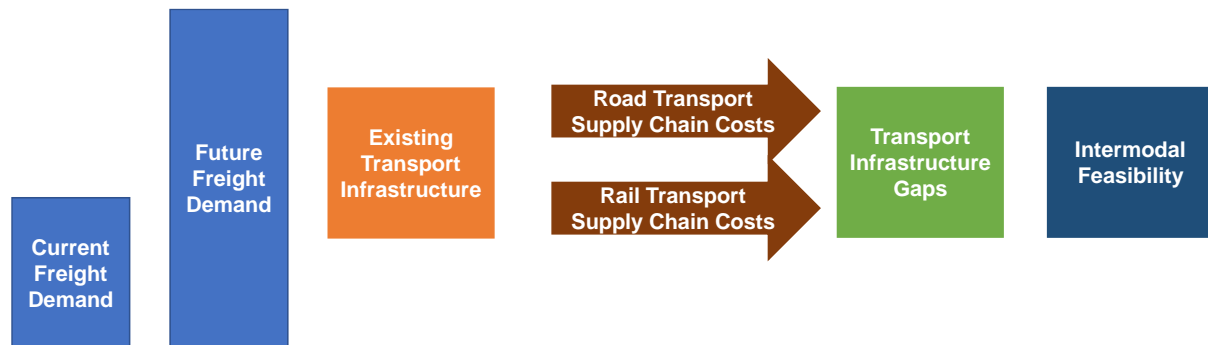 Current
Freight
Demand
Future
Freight
Demand
Existing
Transport
Infrastructure
Road Transport
Supply Chain Costs
Rail Transport
Supply Chain Costs
Transport
Infrastructure
Gaps
Intermodal
Feasibility